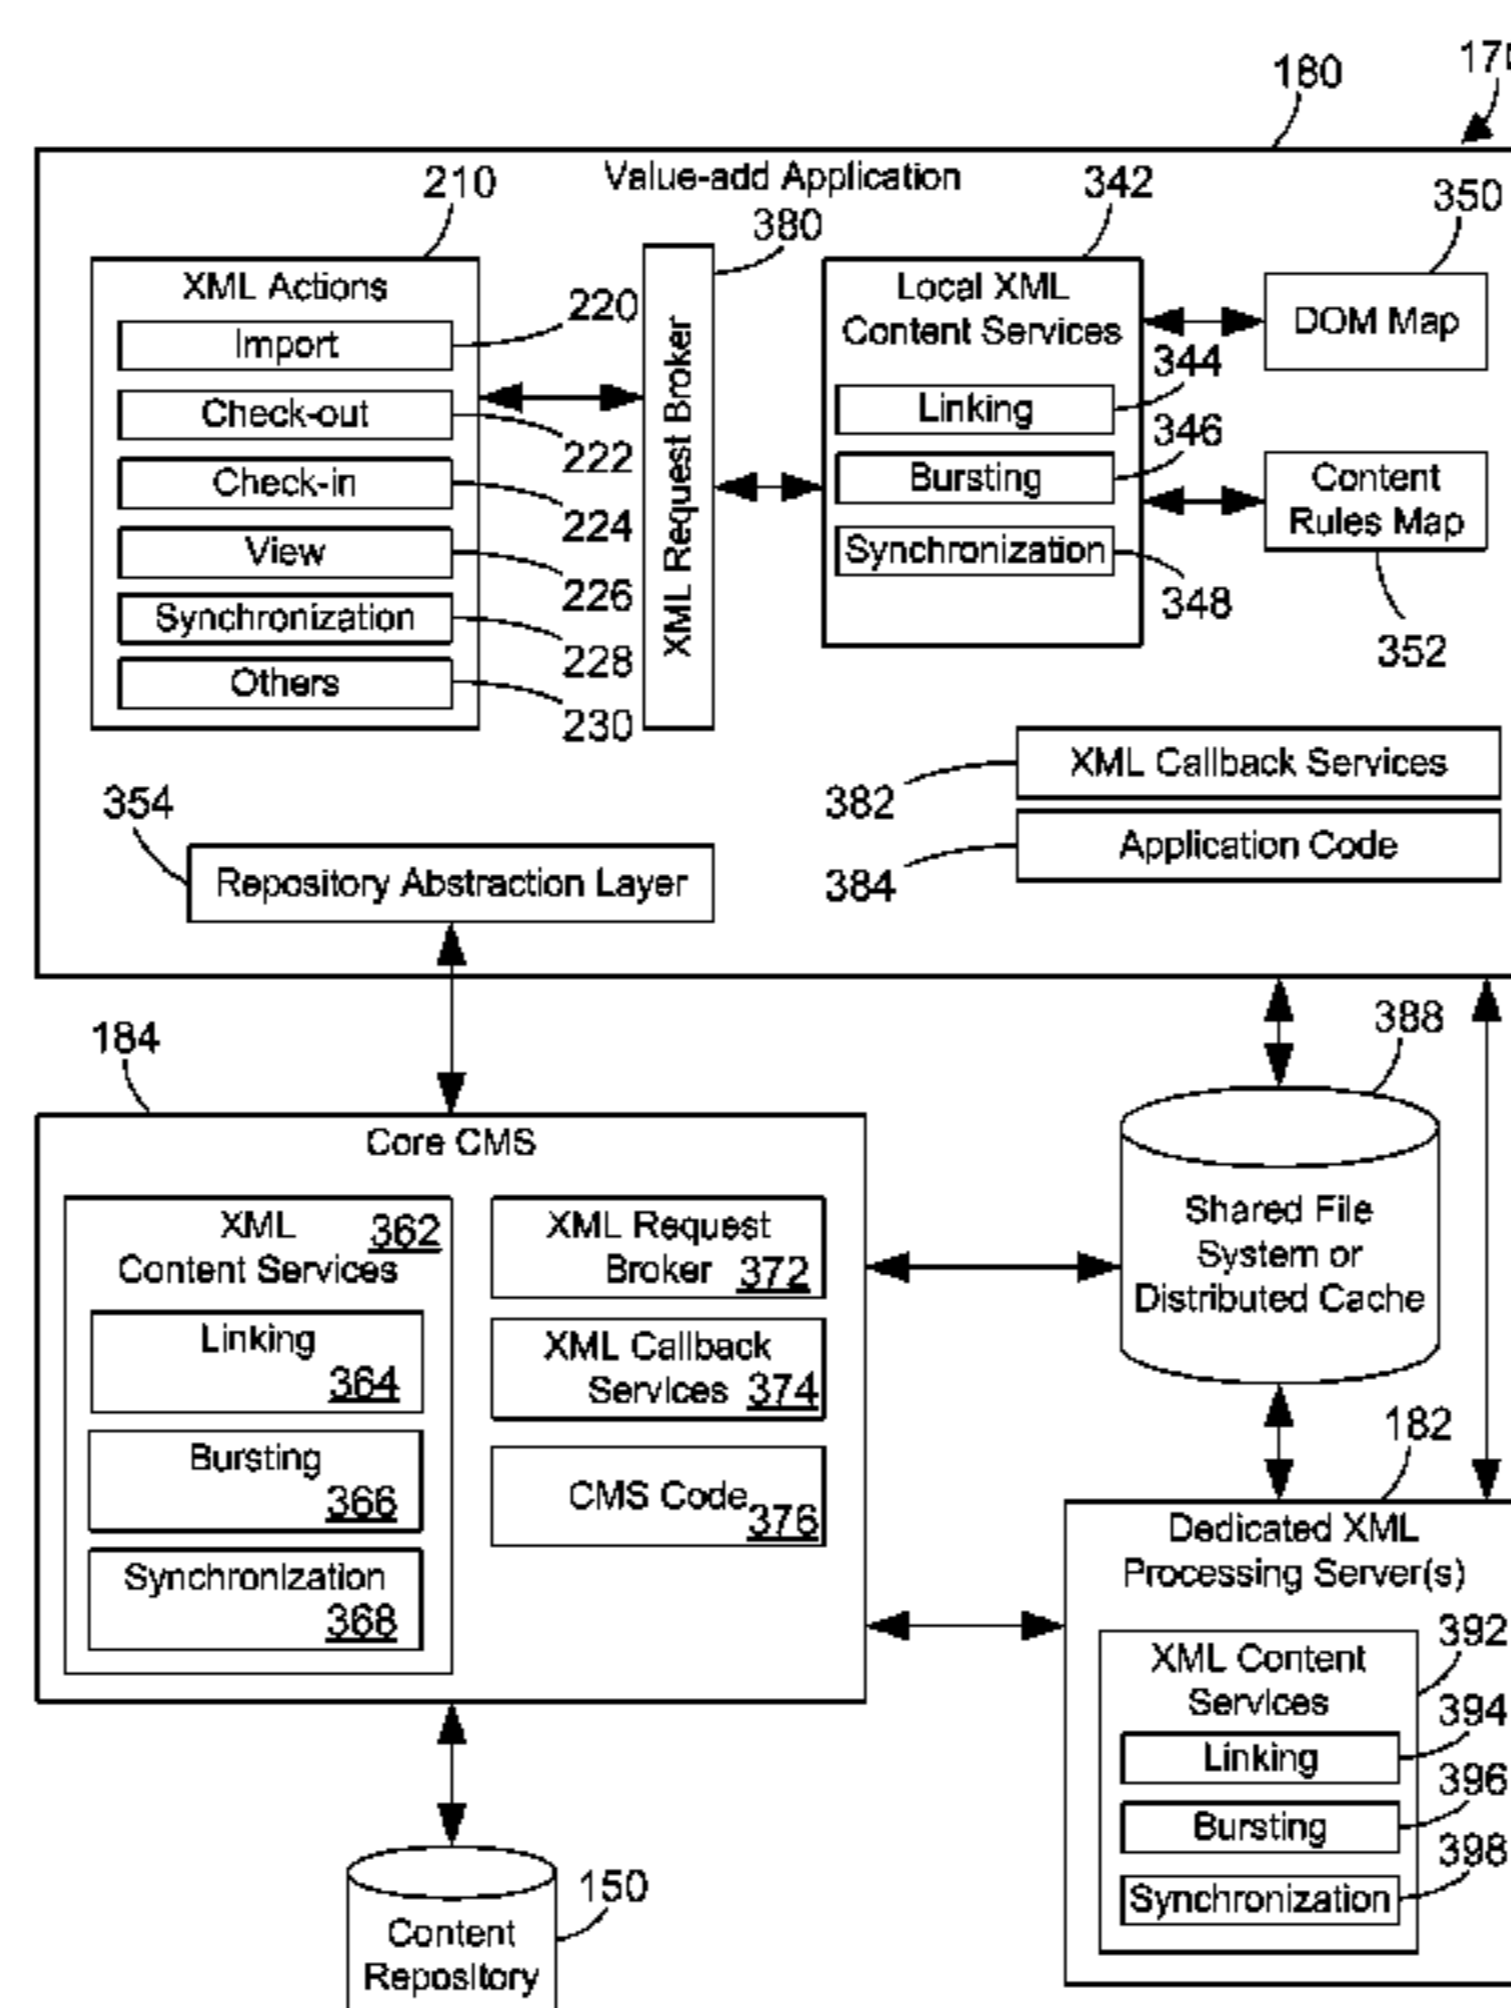 180
Value-add Application
210
380
342
350
XML Actions
Import
220
Check-out
222
Check-in
224
View
226
Synchronization
228
Others
230
XML Request Broker
Local XML
Content Services
344
Linking
346
Bursting
Synchronization
348
DOM Map
Content
Rules Map
352
XML Callback Services
382
Application Code
384
354
Repository Abstraction Layer
184
Core CMS
XML 362
Content Services
Linking
364
Bursting
366
Synchronization
368
XML Request
Broker 372
XML Callback
Services 374
CMS Code
376
388
Shared File
System or
Distributed Cache
182
Dedicated XML
Processing Server(s)
392
XML Content
Services
394
Linking
396
Bursting
398
Synchronization
150
Content
Repository